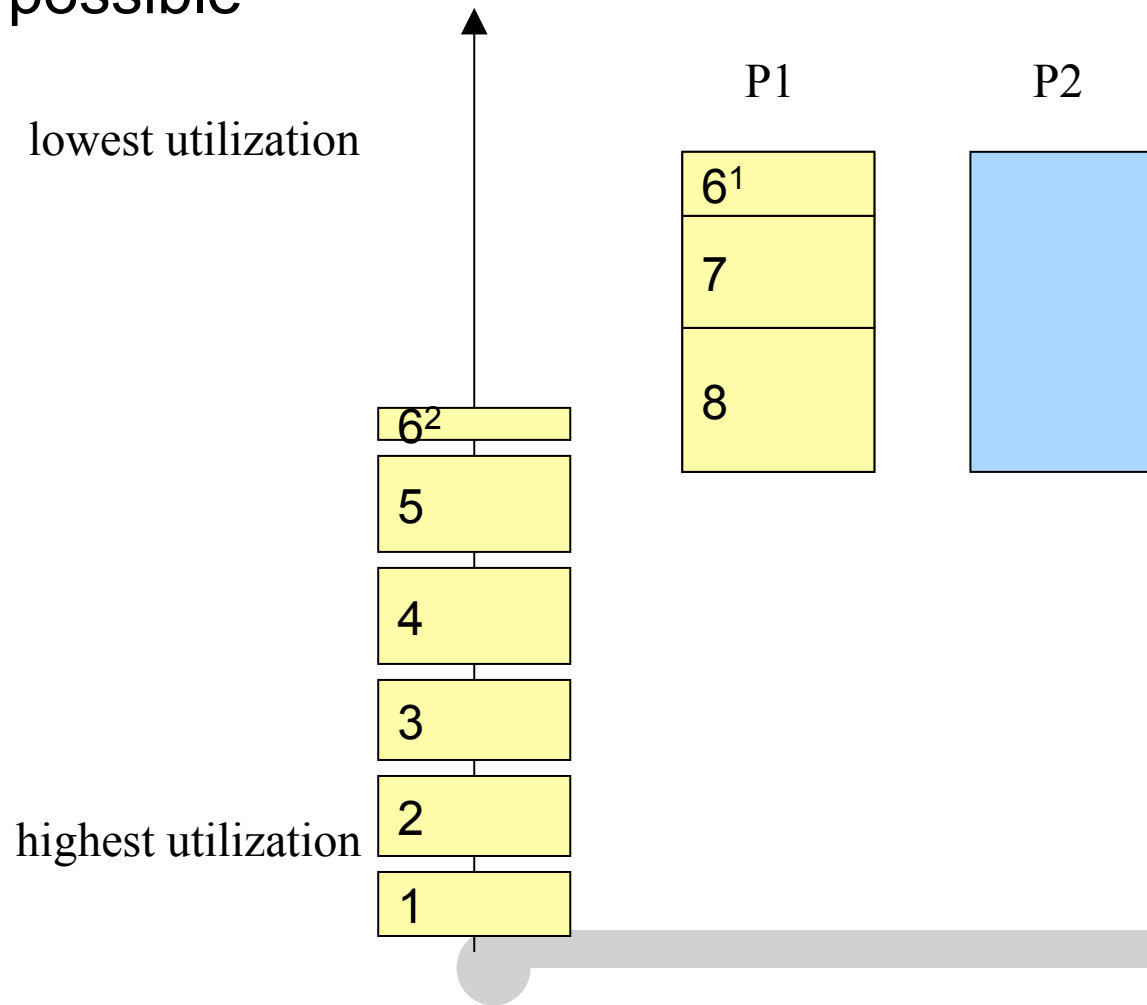 possible
P1 P2
lowest utilization
6¹
7
8
6²
5
4
3
2
highest utilization
1